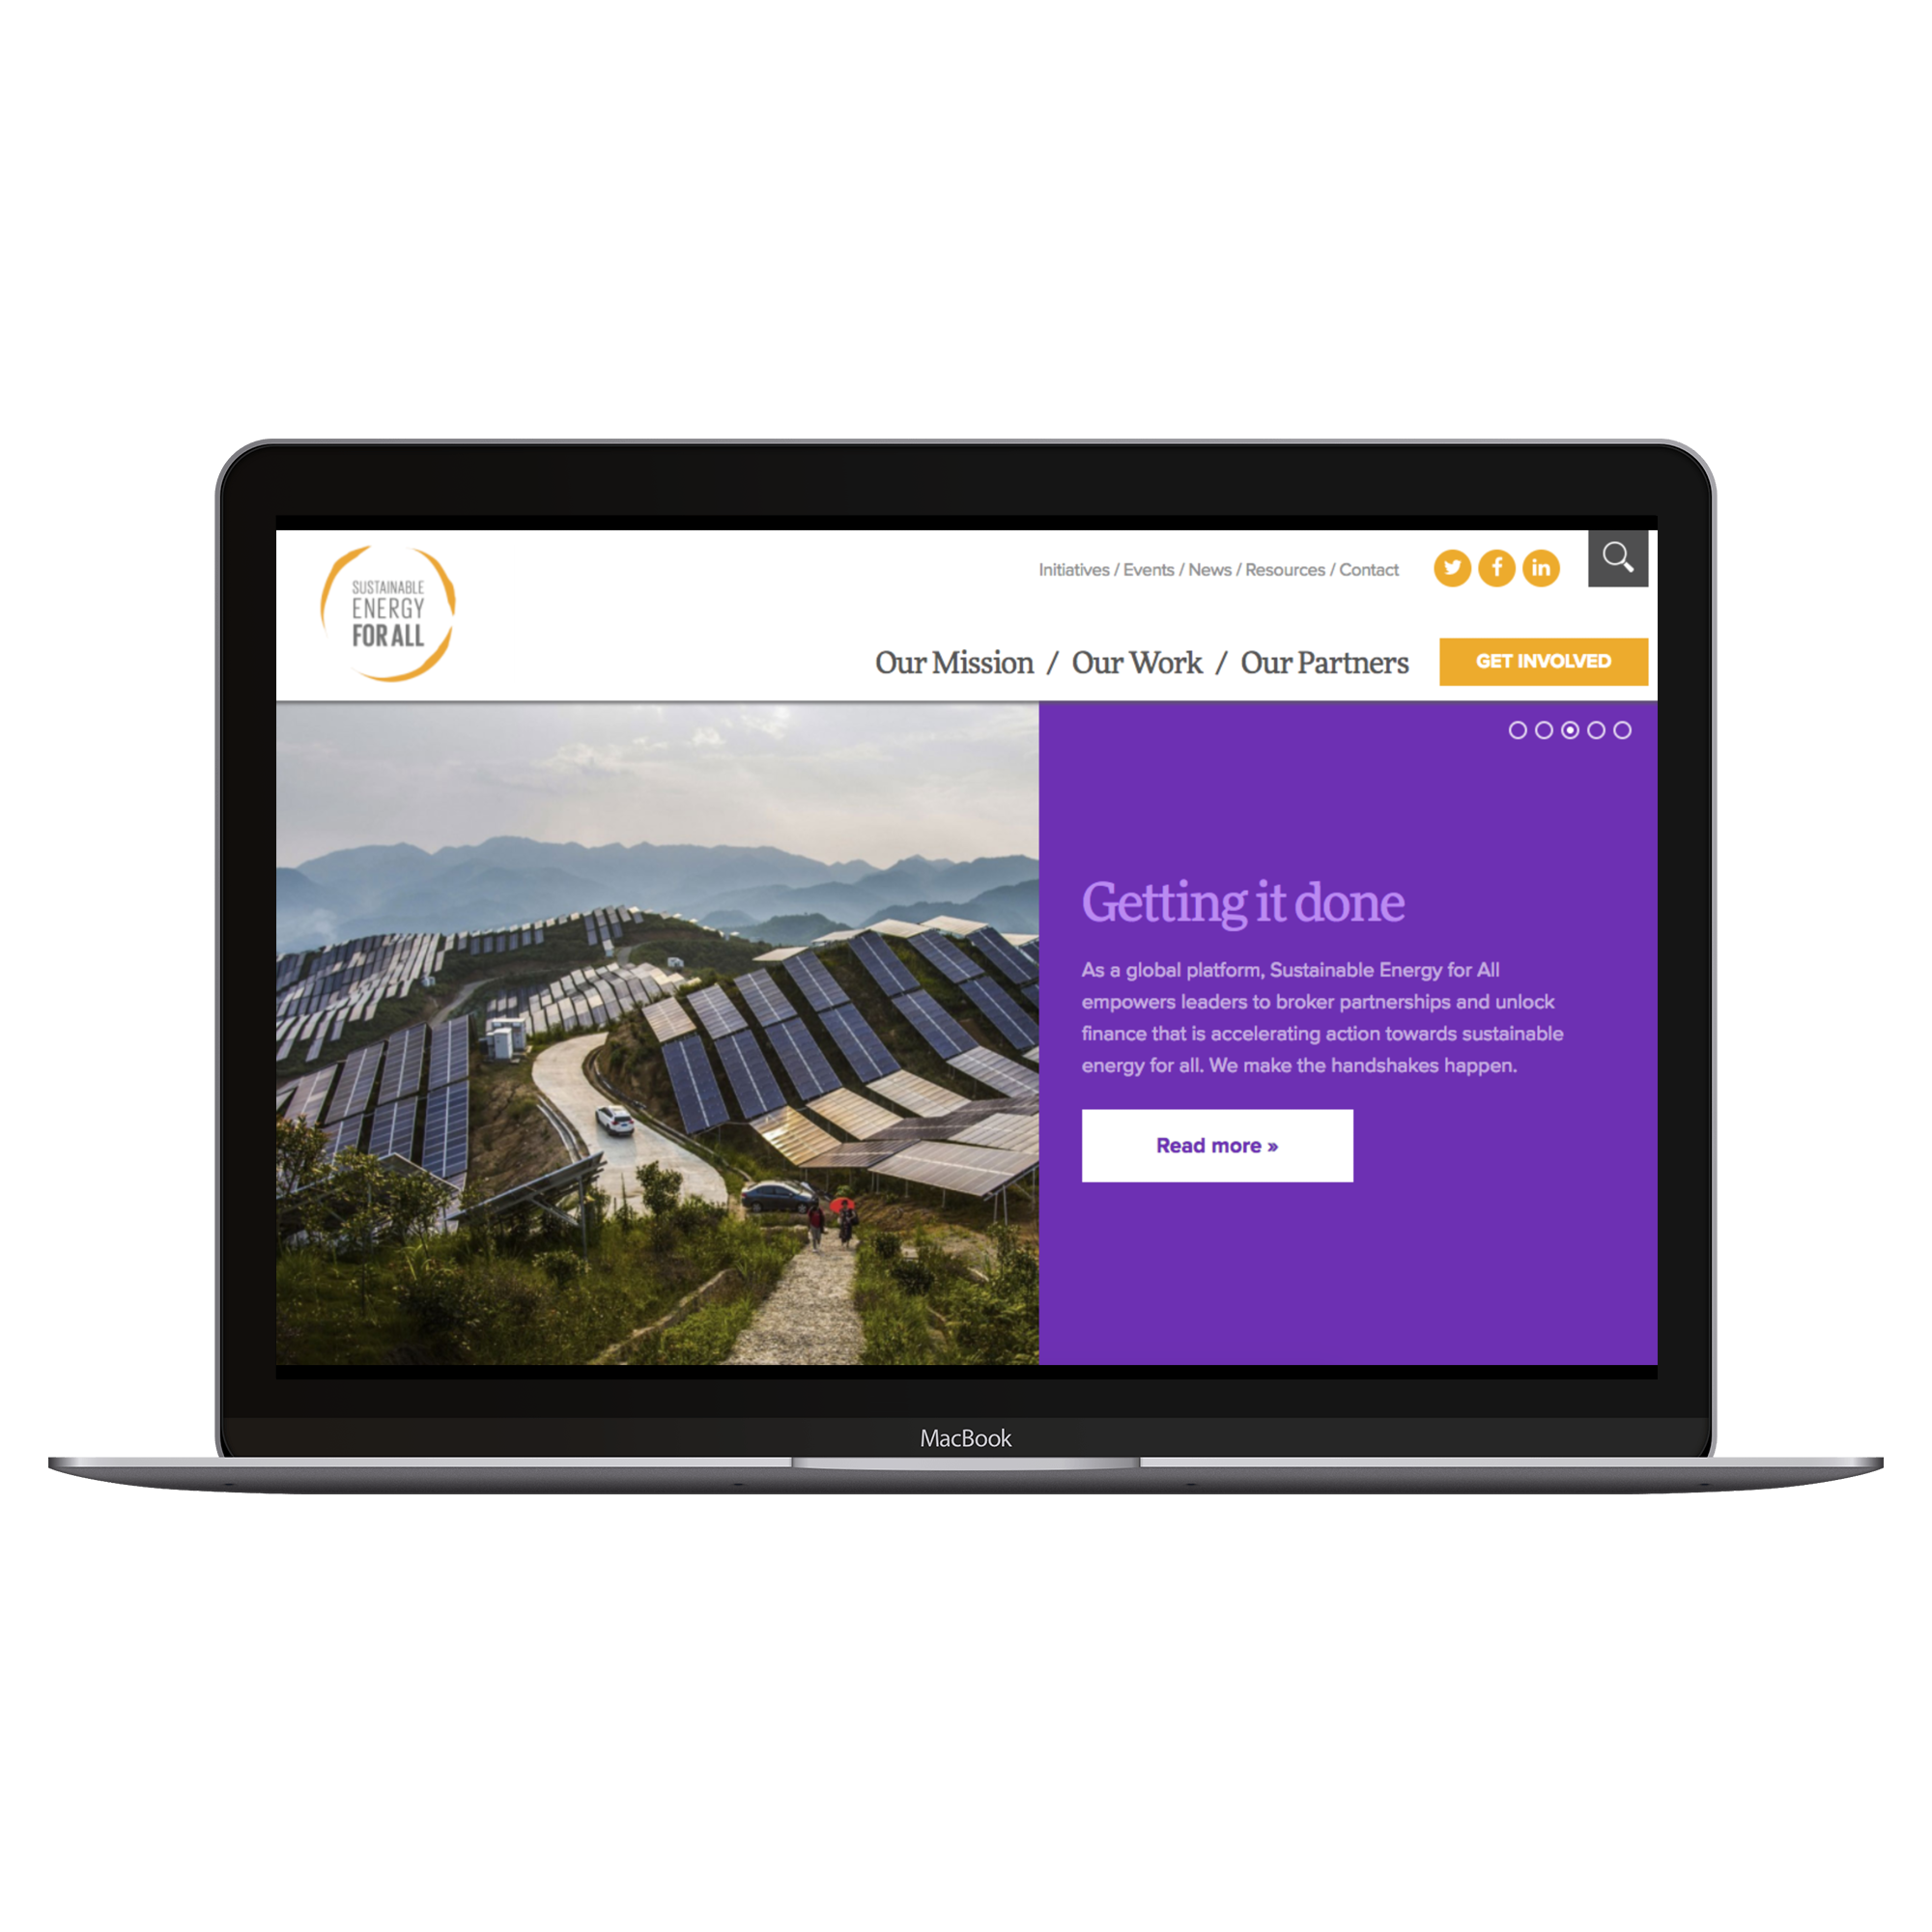 SUSTAINABLE
ENERGY
FOR ALL
Initiatives / Events / News / Resources / Contact
Our Mission / Our Work / Our Partners
GET INVOLVED
Getting it done
As a global platform, Sustainable Energy for All
empowers leaders to broker partnerships and unlock
finance that is accelerating action towards sustainable
energy for all. We make the handshakes happen.
Read more »
MacBook